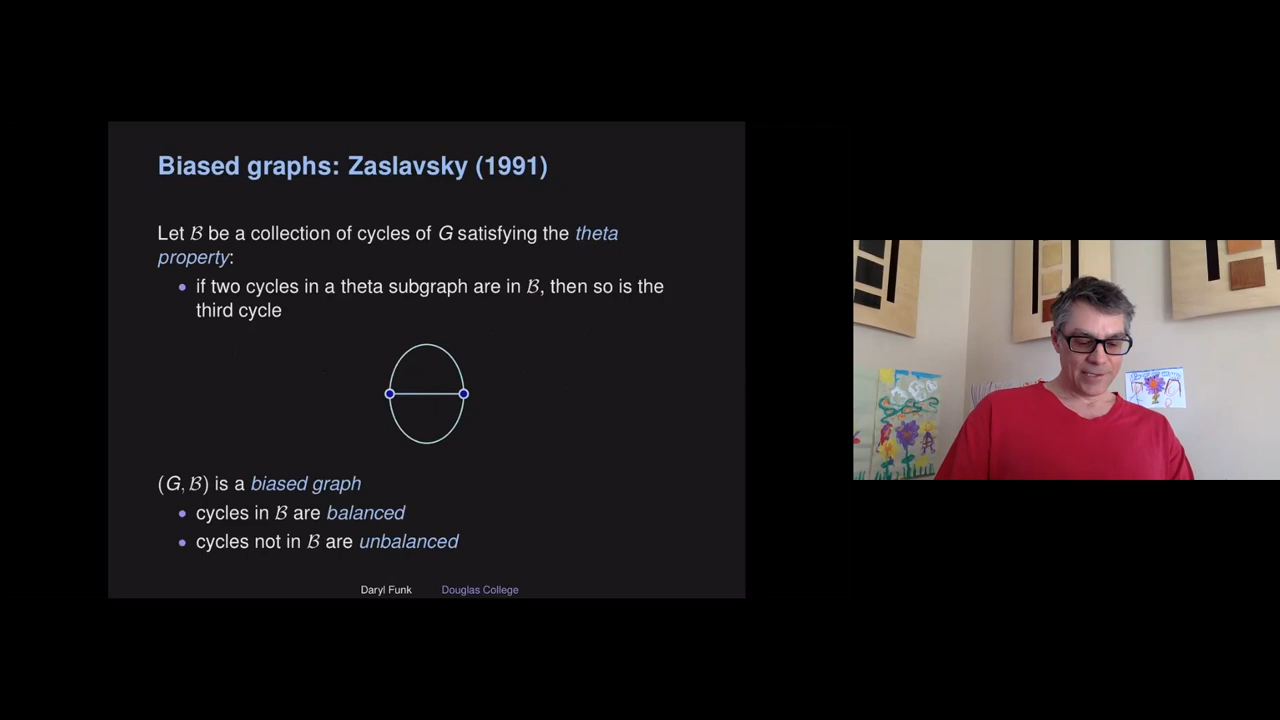 Biased graphs: Zaslavsky (1991)
Let ℬ be a collection of cycles of G satisfying the theta
property:
• if two cycles in a theta subgraph are in ℬ, then so is the
third cycle
(G, ℬ) is a biased graph
• cycles in ℬ are balanced
• cycles not in ℬ are unbalanced
Daryl Funk Douglas College